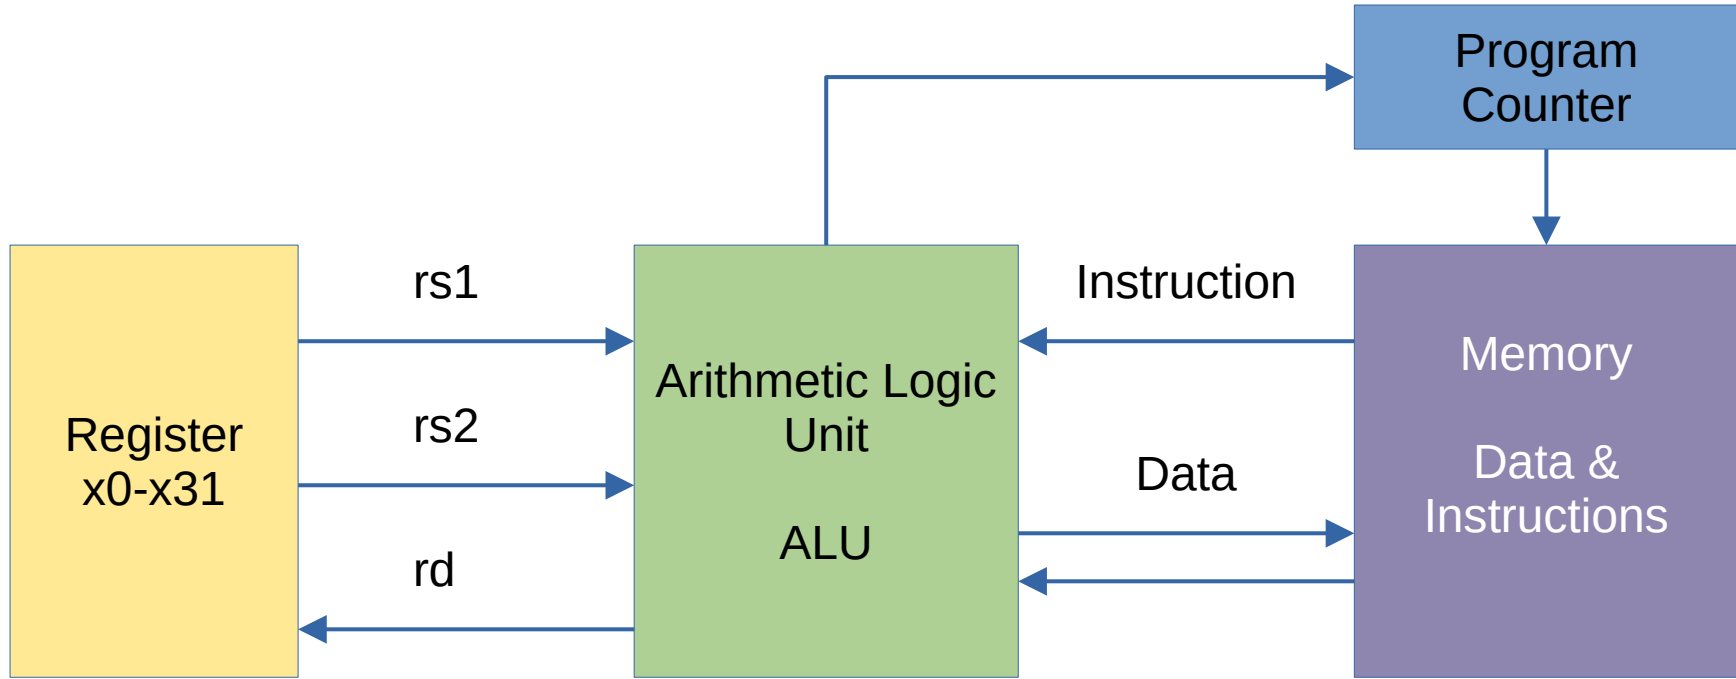 Program
Counter
rs1
Instruction
Memory
Arithmetic Logic
Unit
rs2
Register
x0-x31
Data
Data &
Instructions
ALU
rd